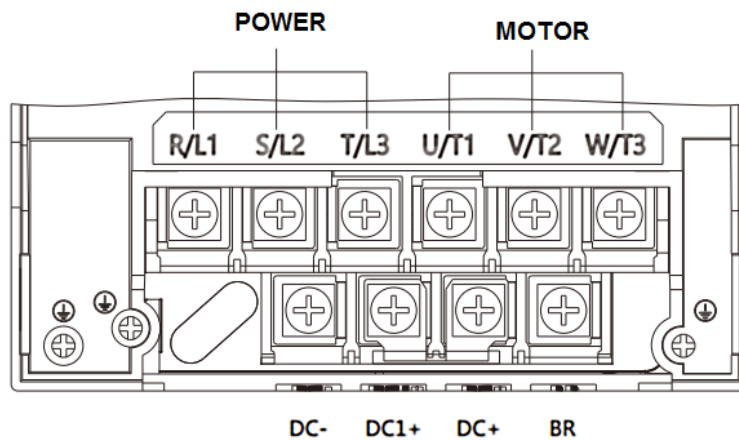 POWER MOTOR
R/L1 S/L2 T/L3 U/T1 V/T2 W/T3
DC- DC1+ DC+ BR